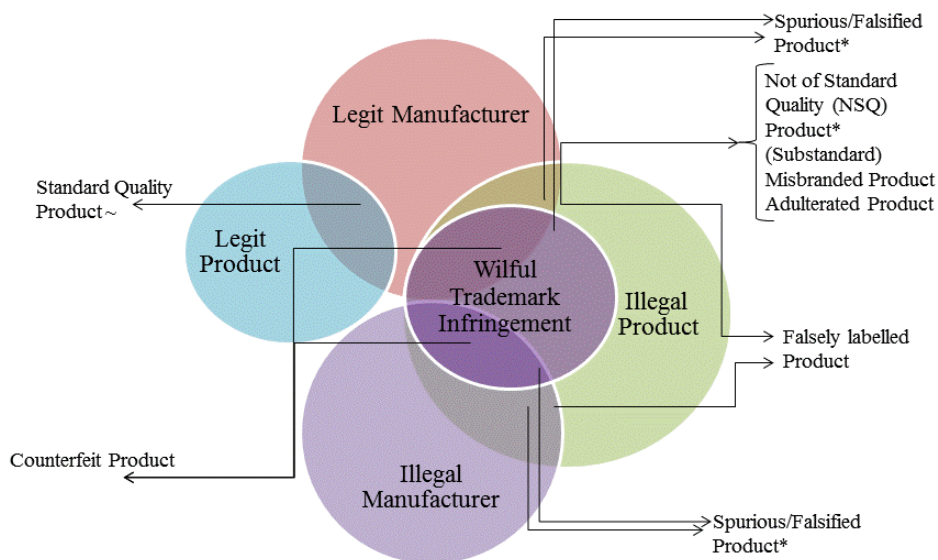 Spurious/Falsified
Product*
Not of Standard
Quality (NSQ)
Product*
(Substandard)
Misbranded Product
Adulterated Product
Legit Manufacturer
Standard Quality
Product ~
Legit
Product
Wilful
Trademark
Infringement
Illegal
Product
Falsely labelled
Product
Counterfeit Product
Illegal
Manufacturer
Spurious/Falsified
Product*